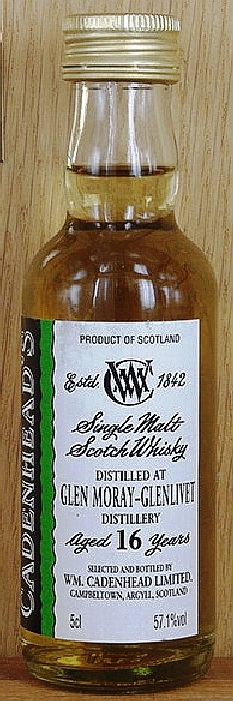 CADENHEAD'S
PRODUCT OF SCOTLAND
Estd WC 1842
Single Malt
Scotch Whisky
DISTILLED AT
GLEN MORAY-GLENLIVET
DISTILLERY
Aged 16 Years
SELECTED AND BOTTLED BY
WM. CADENHEAD LIMITED.
CAMPBELTOWN, ARGYLL, SCOTLAND
5cl 57.1%vol